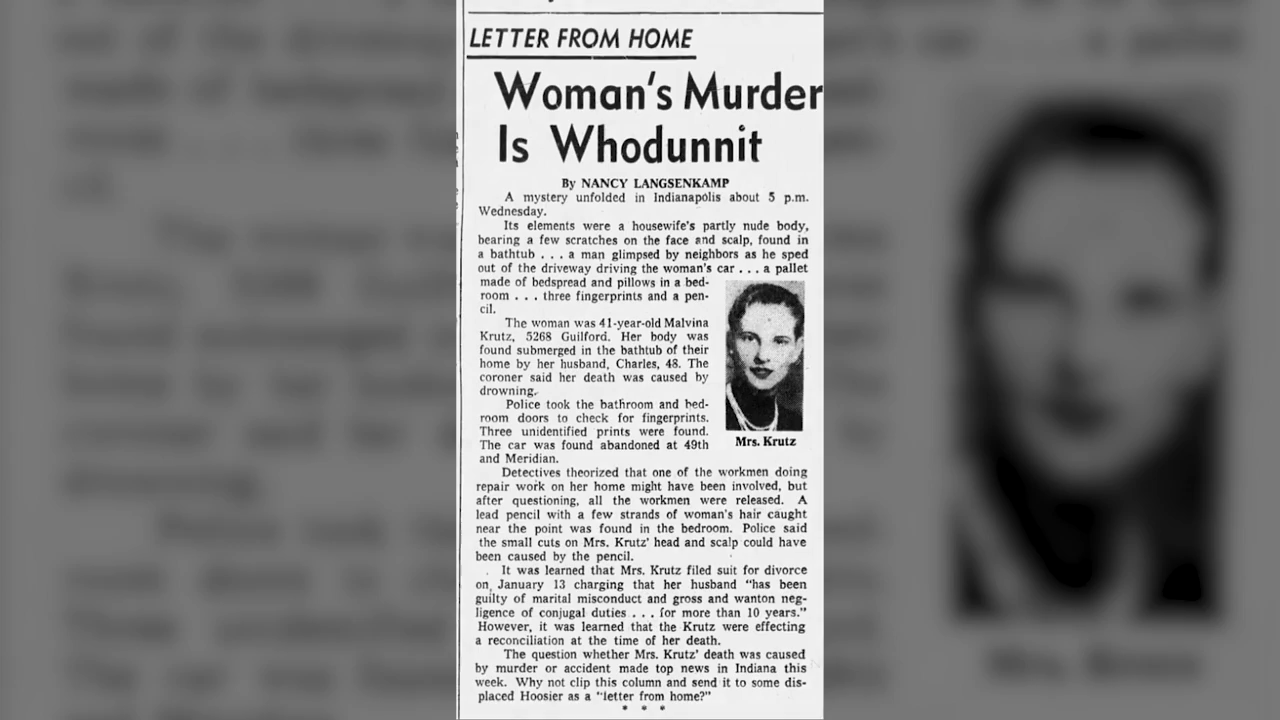 LETTER FROM HOME
Woman's Murder
Is Whodunnit
By NANCY LANGSENKAMP
A mystery unfolded in Indianapolis about 5 p.m.
Wednesday.
Its elements were a housewife's partly nude body,
bearing a few scratches on the face and scalp, found in
a bathtub . . . a man glimpsed by neighbors as he sped
out of the driveway driving the woman's car . . . a pallet
made of bedspread and pillows in a bed-
room . . . three fingerprints and a pen-
cil.
The woman was 41-year-old Malvina
Krutz, 5268 Guilford. Her body was
found submerged in the bathtub of their
home by her husband, Charles, 48. The
coroner said her death was caused by
drowning.
Police took the bathroom and bed-
room doors to check for fingerprints.
Three unidentified prints were found.
The car was found abandoned at 49th
and Meridian.
Mrs. Krutz
Detectives theorized that one of the workmen doing
repair work on her home might have been involved, but
after questioning, all the workmen were released. A
lead pencil with a few strands of woman's hair caught
near the point was found in the bedroom. Police said
the small cuts on Mrs. Krutz' head and scalp could have
been caused by the pencil.
It was learned that Mrs. Krutz filed suit for divorce
on January 13 charging that her husband "has been
guilty of marital misconduct and gross and wanton neg-
ligence of conjugal duties . . . for more than 10 years."
However, it was learned that the Krutz were effecting
a reconciliation at the time of her death.
The question whether Mrs. Krutz' death was caused
by murder or accident made top news in Indiana this
week. Why not clip this column and send it to some dis-
placed Hoosier as a "letter from home?"
* * *